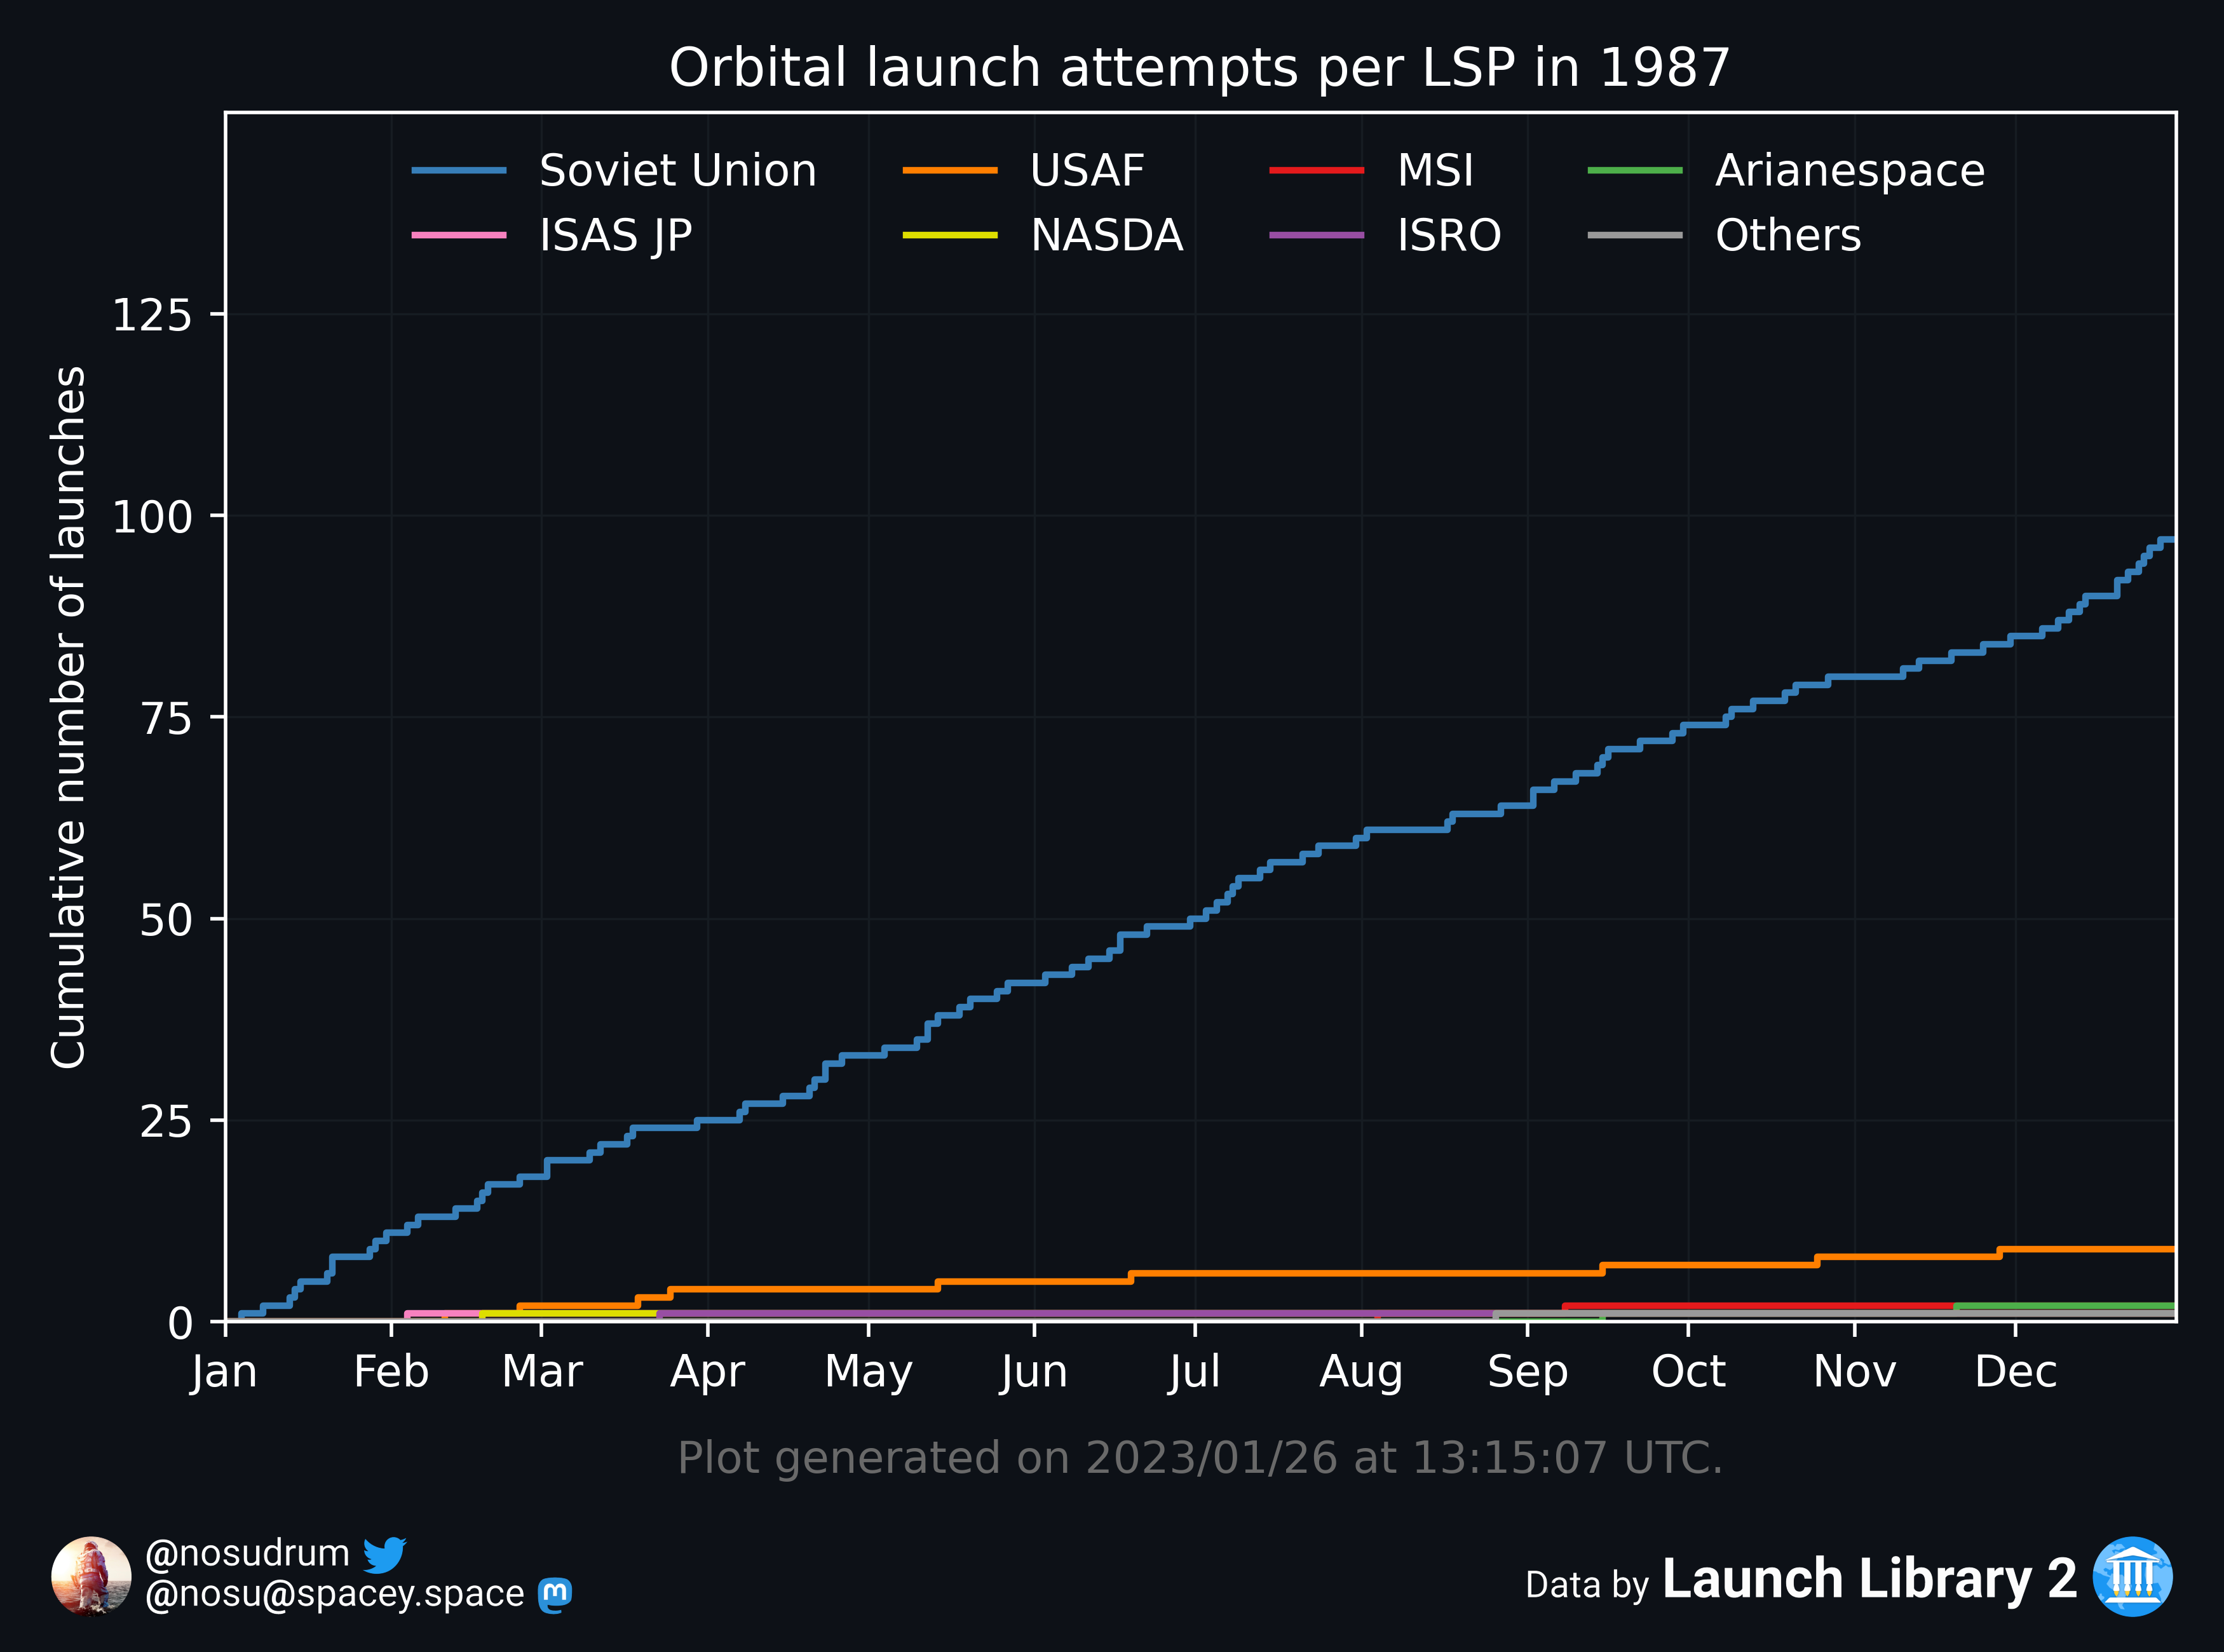 Orbital launch attempts per LSP in 1987
Soviet Union USAF MSI Arianespace
ISAS JP NASDA ISRO Others
Cumulative number of launches
125
100
75
50
25
0
Jan Feb Mar Apr May Jun Jul Aug Sep Oct Nov Dec
Plot generated on 2023/01/26 at 13:15:07 UTC.
@nosudrum
@nosu@spacey.space
Data by Launch Library 2